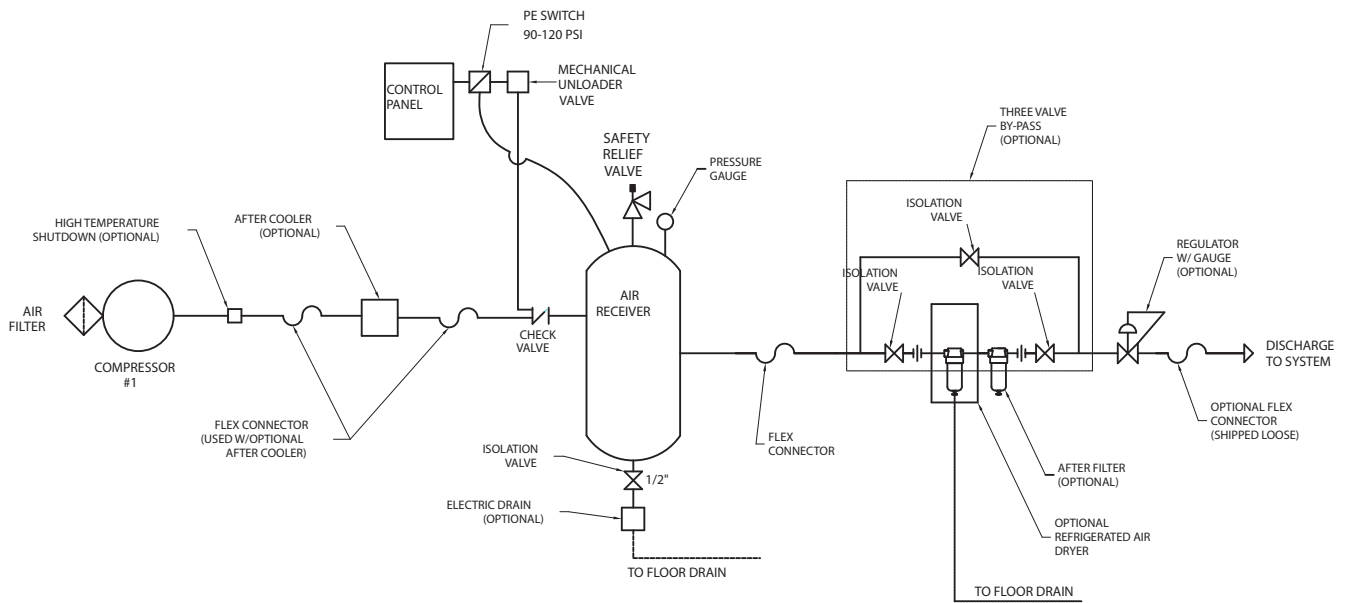 PE SWITCH
90-120 PSI
CONTROL
PANEL
MECHANICAL
UNLOADER
VALVE
SAFETY
RELIEF
VALVE
PRESSURE
GAUGE
THREE VALVE
BY-PASS
(OPTIONAL)
HIGH TEMPERATURE
SHUTDOWN (OPTIONAL)
AFTER COOLER
(OPTIONAL)
ISOLATION
VALVE
ISOLATION
VALVE
ISOLATION
VALVE
REGULATOR
W/ GAUGE
(OPTIONAL)
AIR
FILTER
COMPRESSOR
#1
AIR
RECEIVER
CHECK
VALVE
DISCHARGE
TO SYSTEM
FLEX CONNECTOR
(USED W/OPTIONAL
AFTER COOLER)
FLEX
CONNECTOR
OPTIONAL FLEX
CONNECTOR
(SHIPPED LOOSE)
ISOLATION
VALVE
1/2"
ELECTRIC DRAIN
(OPTIONAL)
AFTER FILTER
(OPTIONAL)
OPTIONAL
REFRIGERATED AIR
DRYER
TO FLOOR DRAIN
TO FLOOR DRAIN